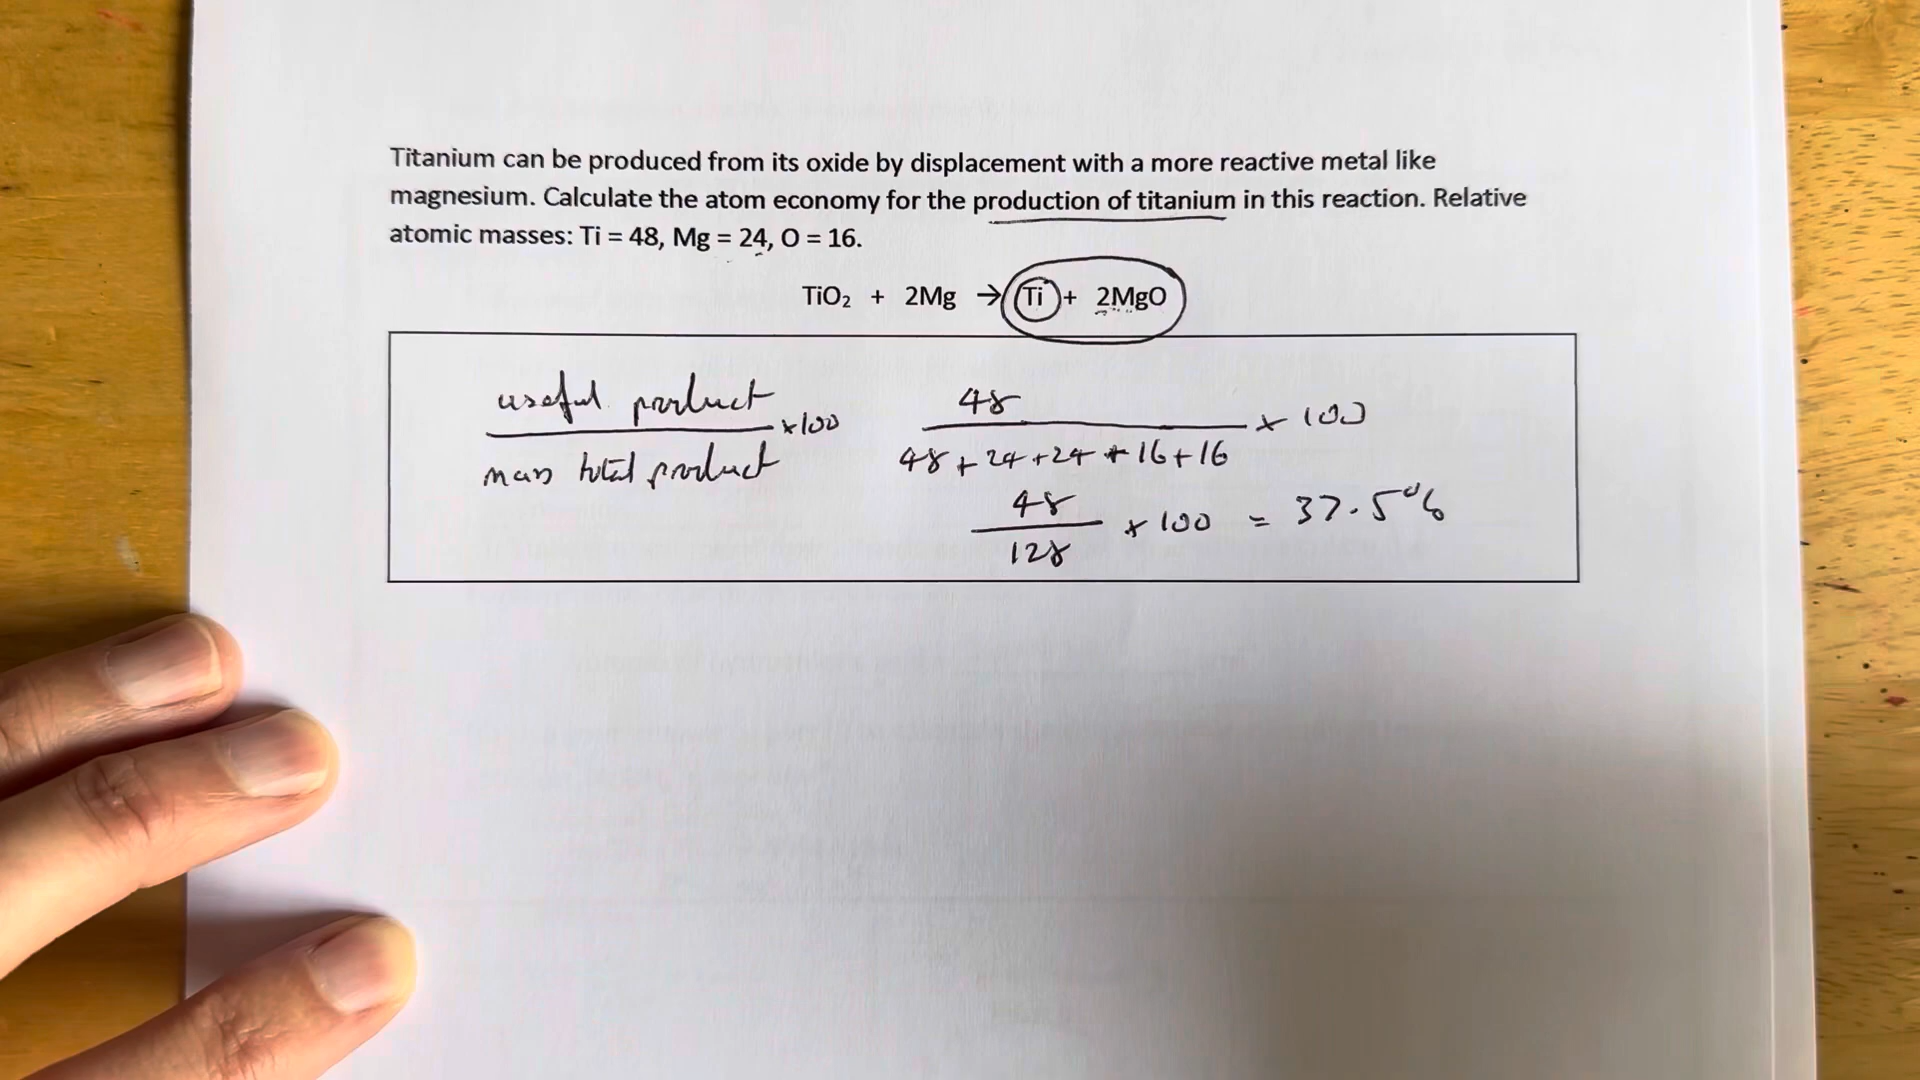 Titanium can be produced from its oxide by displacement with a more reactive metal like
magnesium. Calculate the atom economy for the production of titanium in this reaction. Relative
atomic masses: Ti = 48, Mg = 24, O = 16.
TiO₂ + 2Mg → Ti + 2MgO
useful product
mass total product
×100
48
48+24+24+16+16
× 100
48
128
× 100 = 37.5%